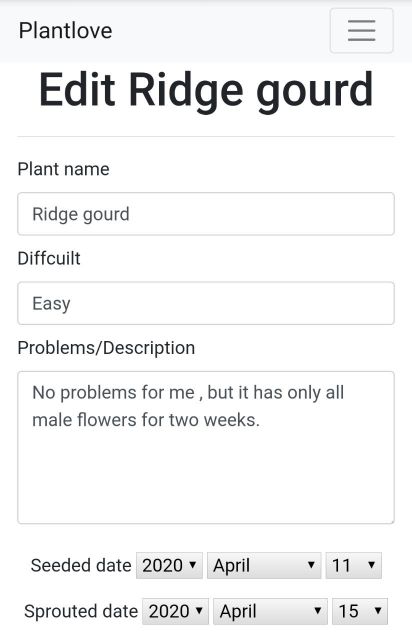 Plantlove
Edit Ridge gourd
Plant name
Ridge gourd
Diffcuilt
Easy
Problems/Description
No problems for me , but it has only all
male flowers for two weeks.
Seeded date 2020 April 11
Sprouted date 2020 April 15